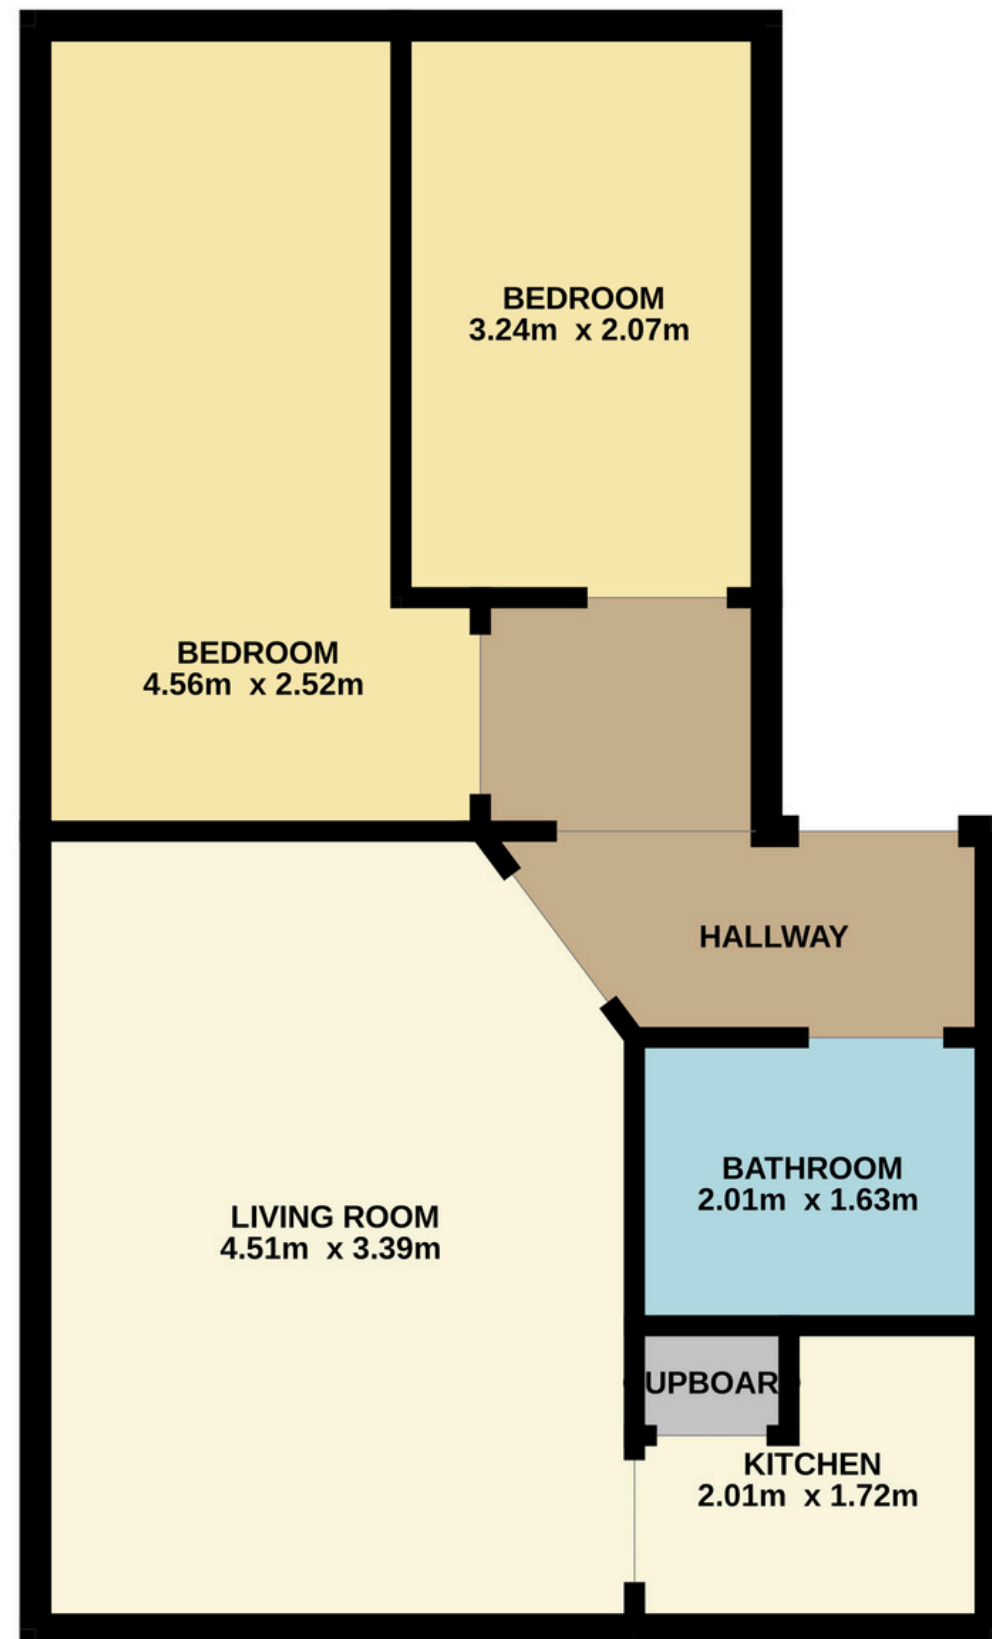 BEDROOM
3.24m x 2.07m
BEDROOM
4.56m x 2.52m
HALLWAY
BATHROOM
2.01m x 1.63m
LIVING ROOM
4.51m x 3.39m
UPBOAR
KITCHEN
2.01m x 1.72m